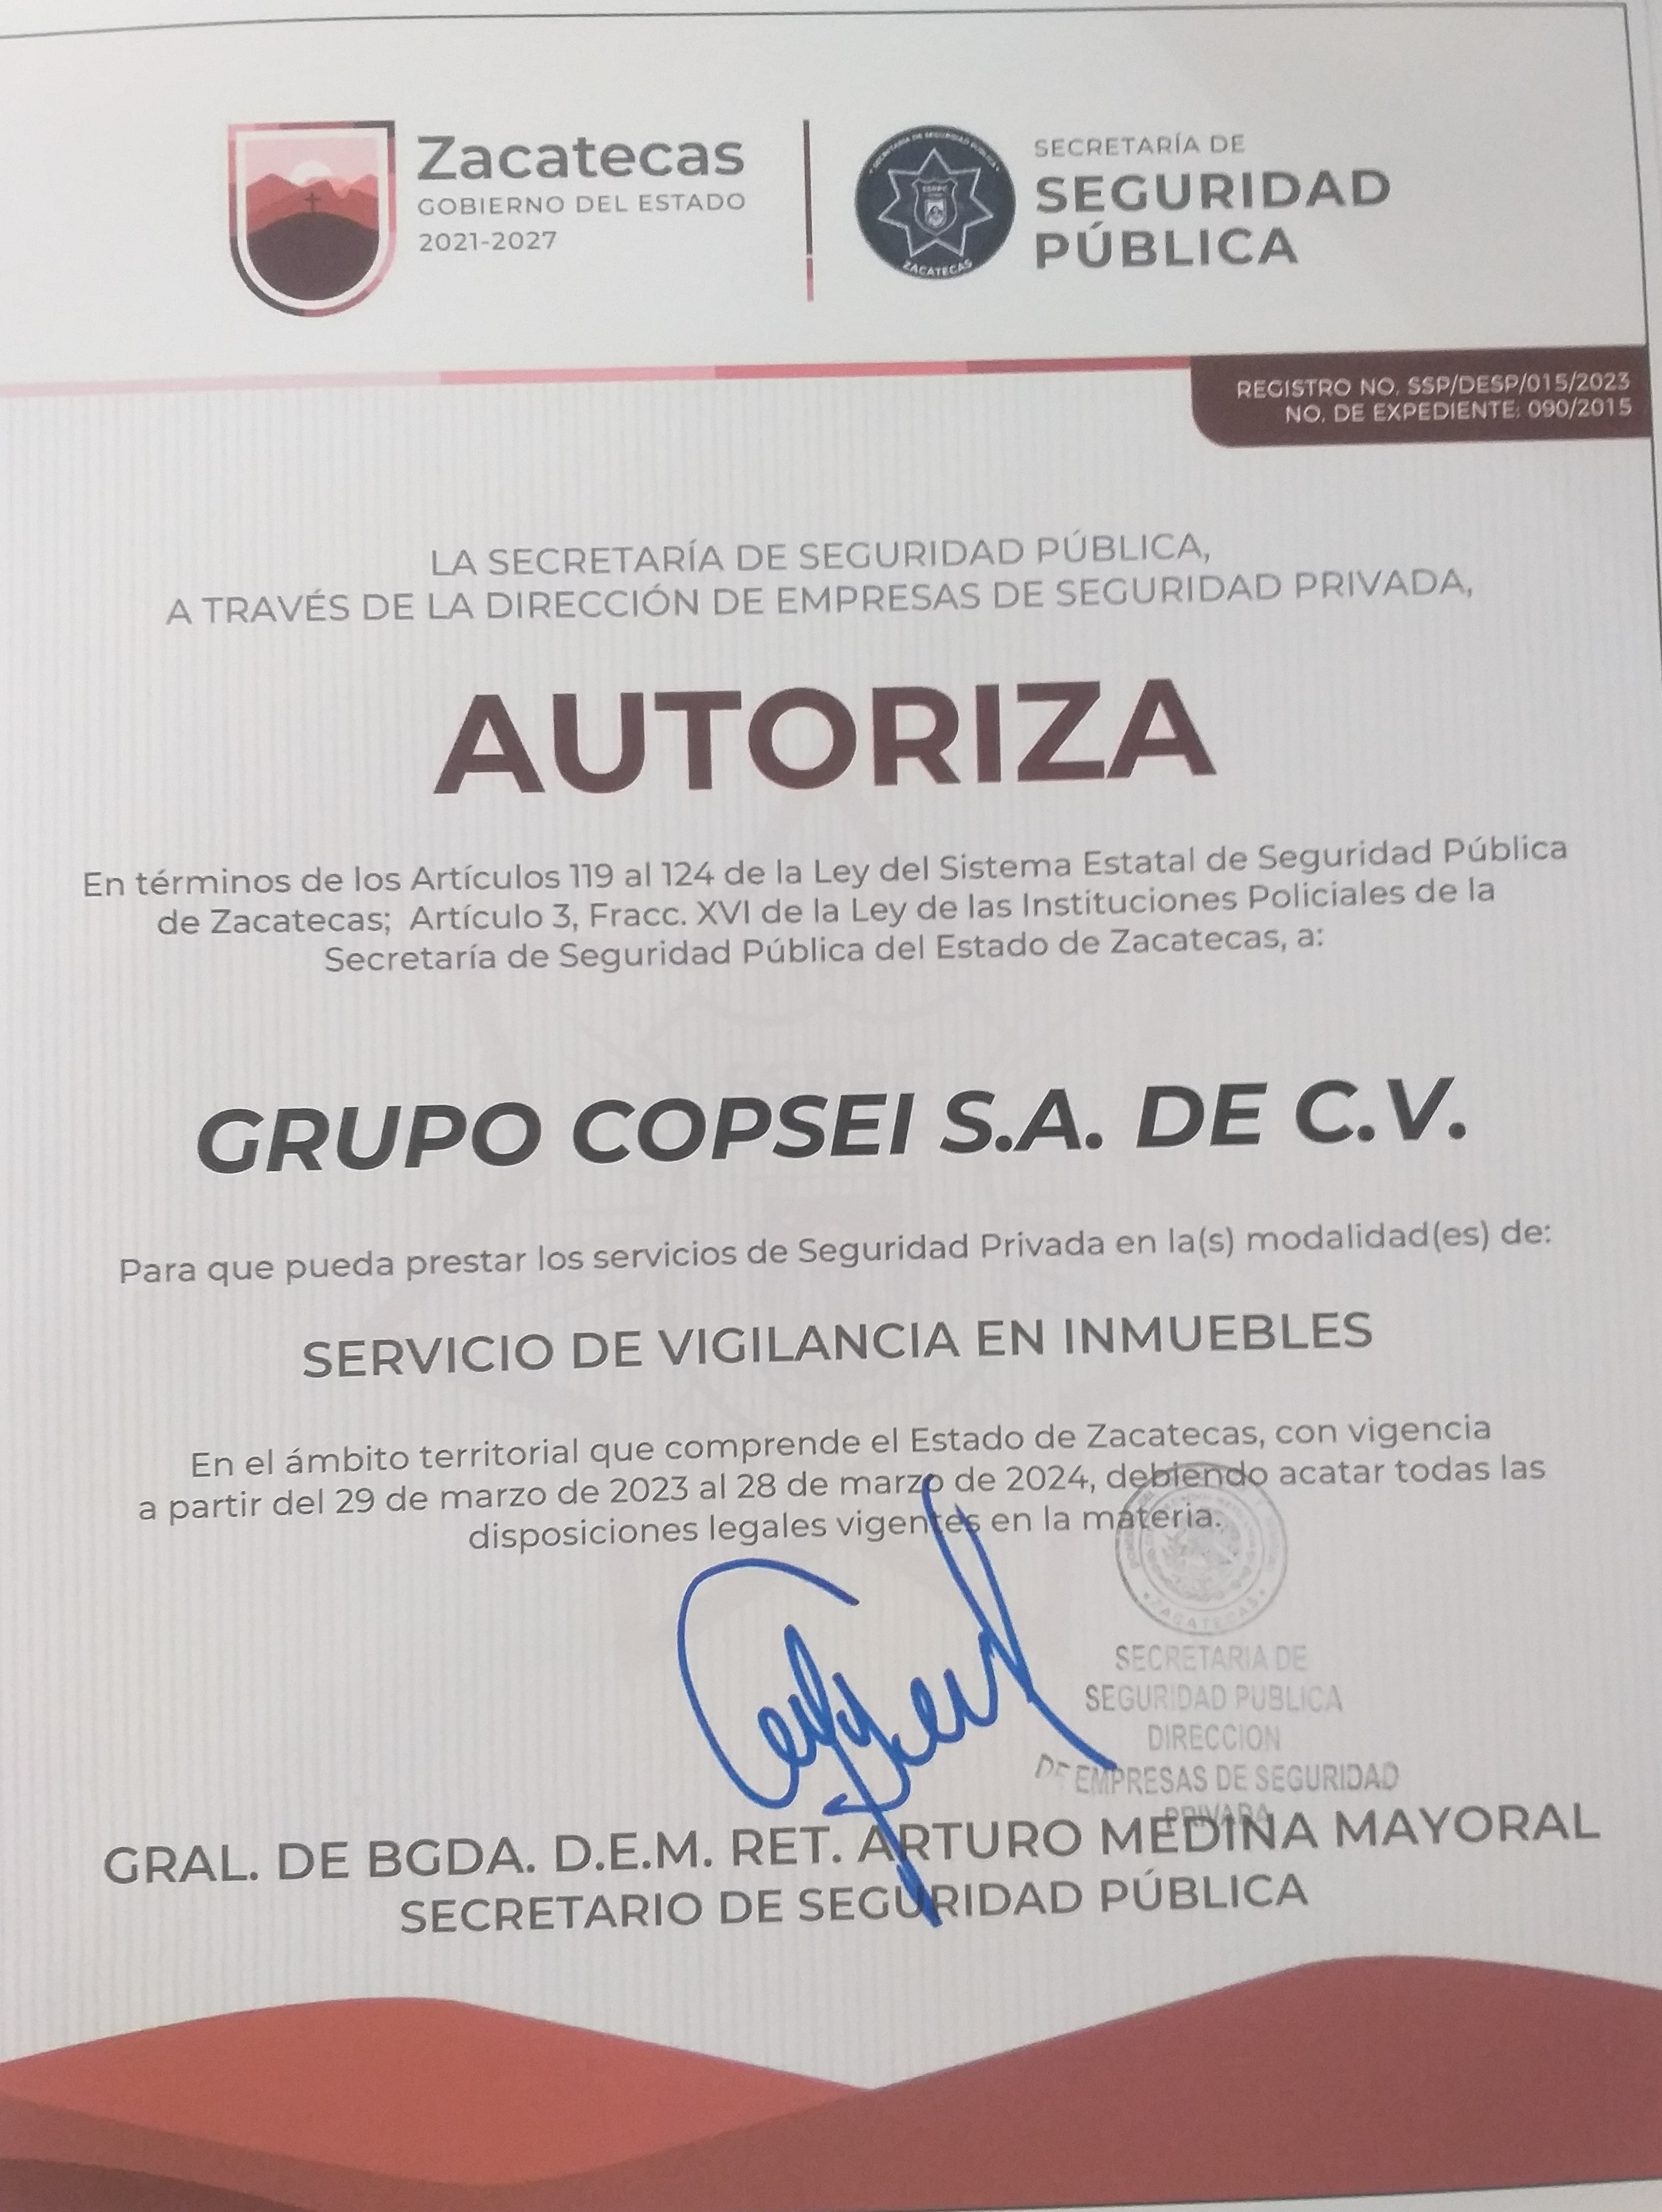 Zacatecas
GOBIERNO DEL ESTADO
2021-2027
SECRETARÍA DE SEGURIDAD PÚBLICA
ZACATECAS
SECRETARÍA DE
SEGURIDAD
PÚBLICA
REGISTRO NO. SSP/DESP/015/2023
NO. DE EXPEDIENTE: 090/2015
LA SECRETARÍA DE SEGURIDAD PÚBLICA,
A TRAVÉS DE LA DIRECCIÓN DE EMPRESAS DE SEGURIDAD PRIVADA,
AUTORIZA
En términos de los Artículos 119 al 124 de la Ley del Sistema Estatal de Seguridad Pública
de Zacatecas; Artículo 3, Fracc. XVI de la Ley de las Instituciones Policiales de la
Secretaría de Seguridad Pública del Estado de Zacatecas, a:
GRUPO COPSEI S.A. DE C.V.
Para que pueda prestar los servicios de Seguridad Privada en la(s) modalidad(es) de:
SERVICIO DE VIGILANCIA EN INMUEBLES
En el ámbito territorial que comprende el Estado de Zacatecas, con vigencia
a partir del 29 de marzo de 2023 al 28 de marzo de 2024, debiendo acatar todas las
disposiciones legales vigentes en la materia.
ZACATECAS
SECRETARIA DE
SEGURIDAD PUBLICA
DIRECCION
DE EMPRESAS DE SEGURIDAD
PRIVADA
GRAL. DE BGDA. D.E.M. RET. ARTURO MEDINA MAYORAL
SECRETARIO DE SEGURIDAD PÚBLICA